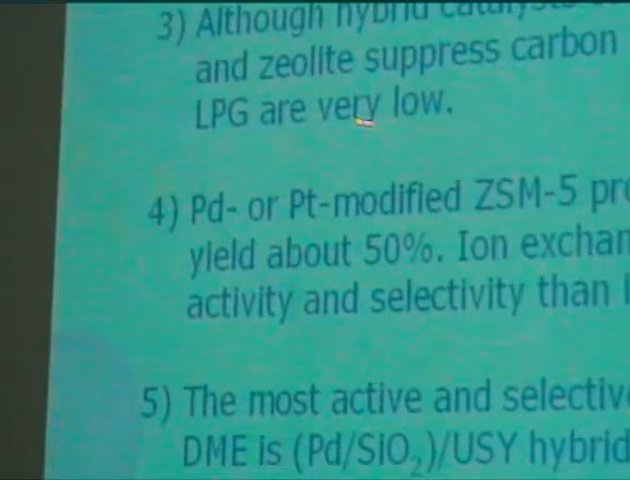 3) Although hybrid
and zeolite suppress carbon
LPG are very low.
4) Pd- or Pt-modified ZSM-5
yield about 50%. Ion
activity and selectivity than
5) The most active and
DME is (Pd/SiO₂)/USY hybrid